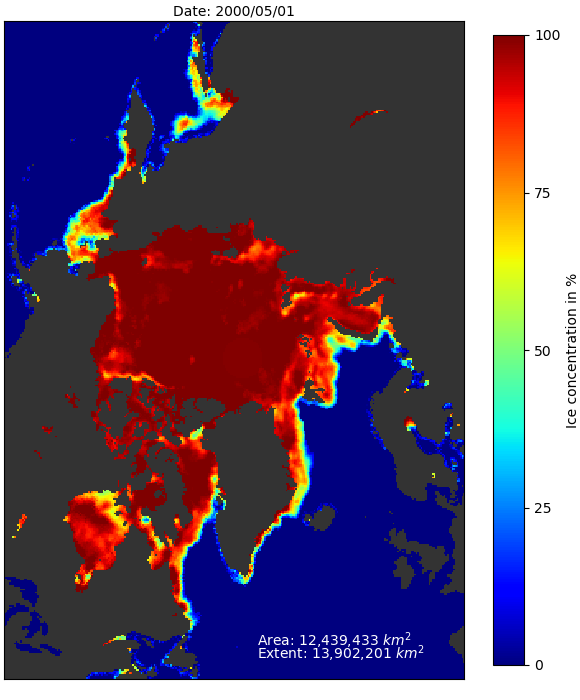 Date: 2000/05/01
100
75
50
25
0
Ice concentration in %
Area: 12,439,433 km²
Extent: 13,902,201 km²